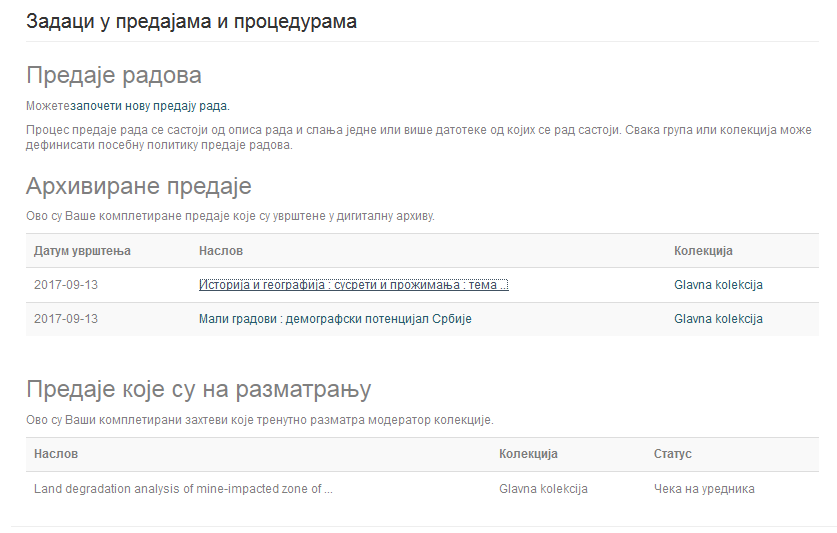 Задаци у предајама и процедурама
Предаје радова
Можетезапочети нову предају рада.
Процес предаје рада се састоји од описа рада и слања једне или више датотеке од којих се рад састоји. Свака група или колекција може
дефинисати посебну политику предаје радова.
Архивиране предаје
Ово су Ваше комплетиране предаје које су уврштене у дигиталну архиву.
Датум уврштења Наслов Колекција
2017-09-13 Историја и географија : сусрети и прожимања : тема ... Glavna kolekcija
2017-09-13 Мали градови : демографски потенцијал Србије Glavna kolekcija
Предаје које су на разматрању
Ово су Ваши комплетирани захтеви које тренутно разматра модератор колекције.
Наслов Колекција Статус
Land degradation analysis of mine-impacted zone of ... Glavna kolekcija Чека на уредника